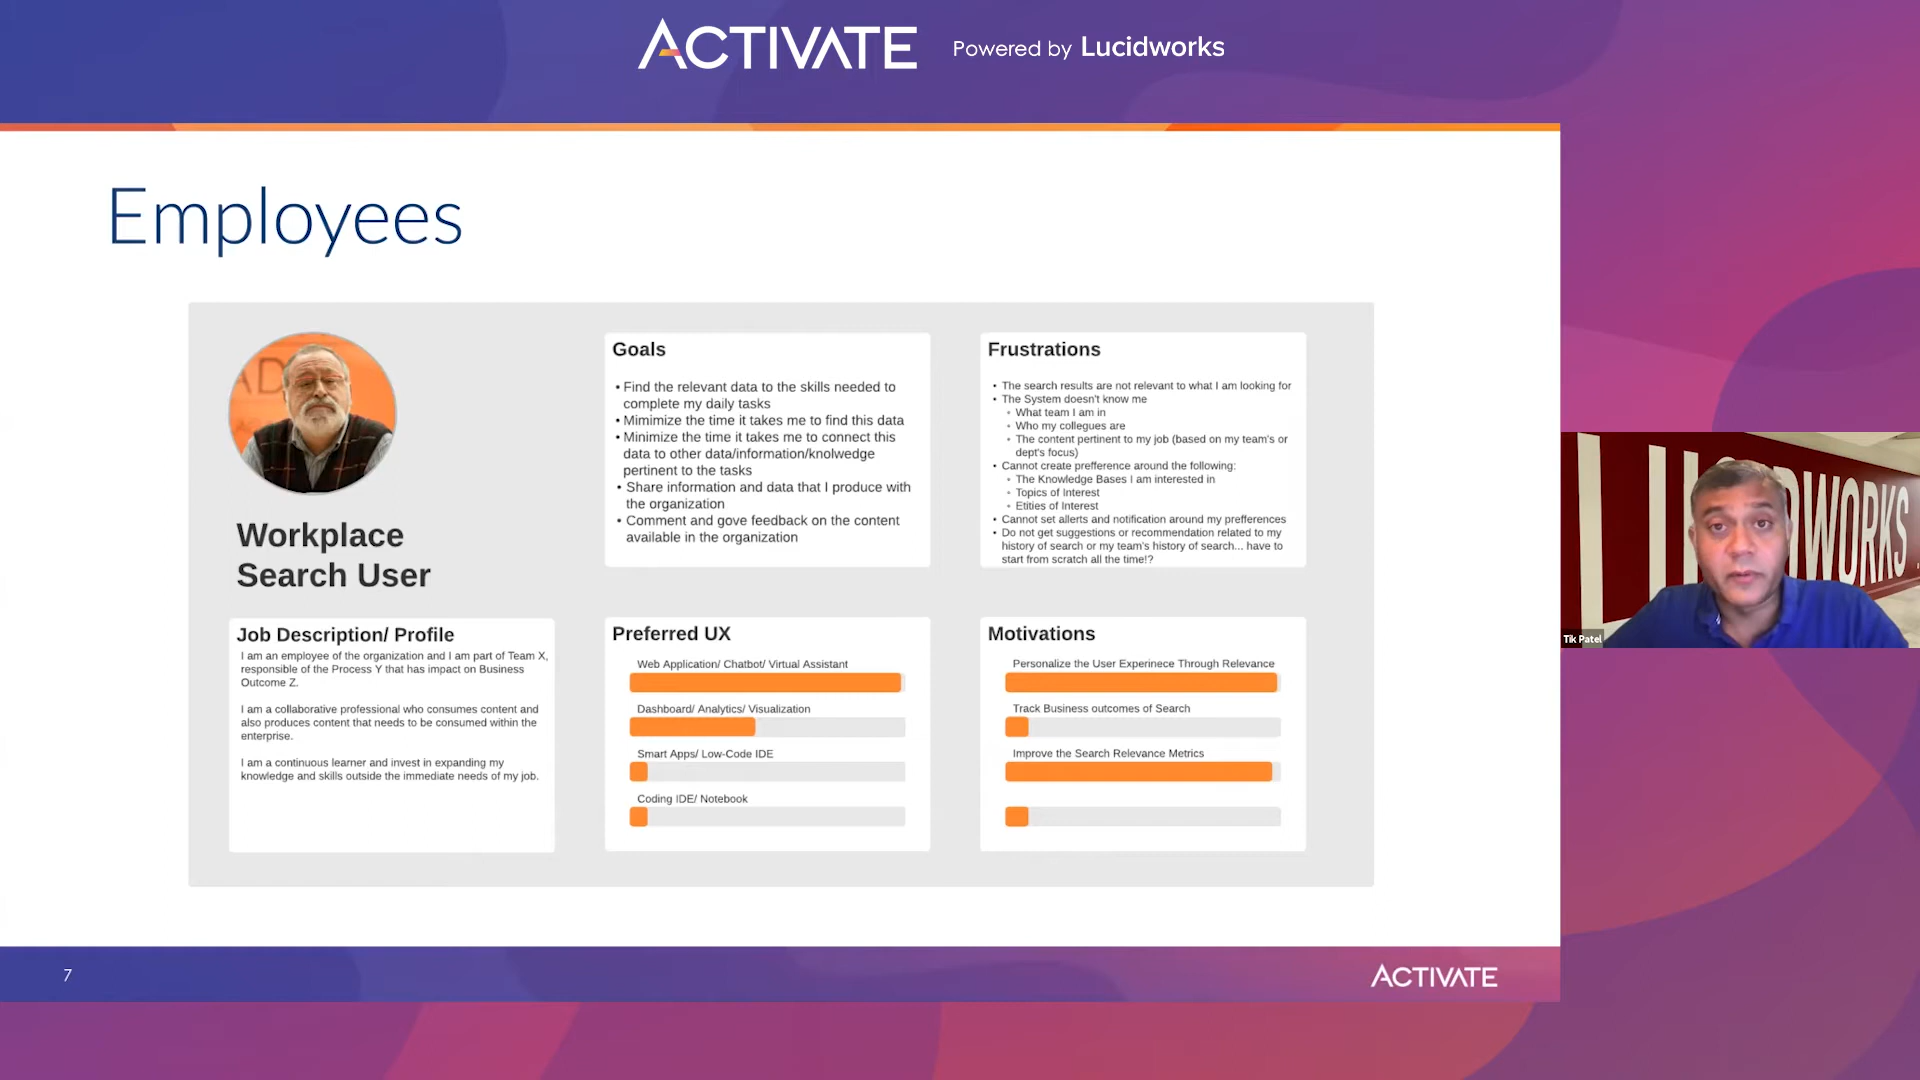 ACTIVATE Powered by Lucidworks
Employees
Workplace
Search User
Job Description/ Profile
I am an employee of the organization and I am part of Team X,
responsible of the Process Y that has impact on Business
Outcome Z.
I am a collaborative professional who consumes content and
also produces content that needs to be consumed within the
enterprise.
I am a continuous learner and invest in expanding my
knowledge and skills outside the immediate needs of my job.
Goals
• Find the relevant data to the skills needed to
complete my daily tasks
• Mimimize the time it takes me to find this data
• Minimize the time it takes me to connect this
data to other data/information/knolwedge
pertinent to the tasks
• Share information and data that I produce with
the organization
• Comment and gove feedback on the content
available in the organization
Frustrations
• The search results are not relevant to what I am looking for
• The System doesn't know me
• What team I am in
• Who my collegues are
• The content pertinent to my job (based on my team's or
dept's focus)
• Cannot create prefference around the following:
• The Knowledge Bases I am interested in
• Topics of Interest
• Etities of Interest
• Cannot set allerts and notification around my prefferences
• Do not get suggestions or recommendation related to my
history of search or my team's history of search... have to
start from scratch all the time!?
Preferred UX
Web Application/ Chatbot/ Virtual Assistant
Dashboard/ Analytics/ Visualization
Smart Apps/ Low-Code IDE
Coding IDE/ Notebook
Motivations
Personalize the User Experinece Through Relevance
Track Business outcomes of Search
Improve the Search Relevance Metrics
Tik Patel
7
ACTIVATE